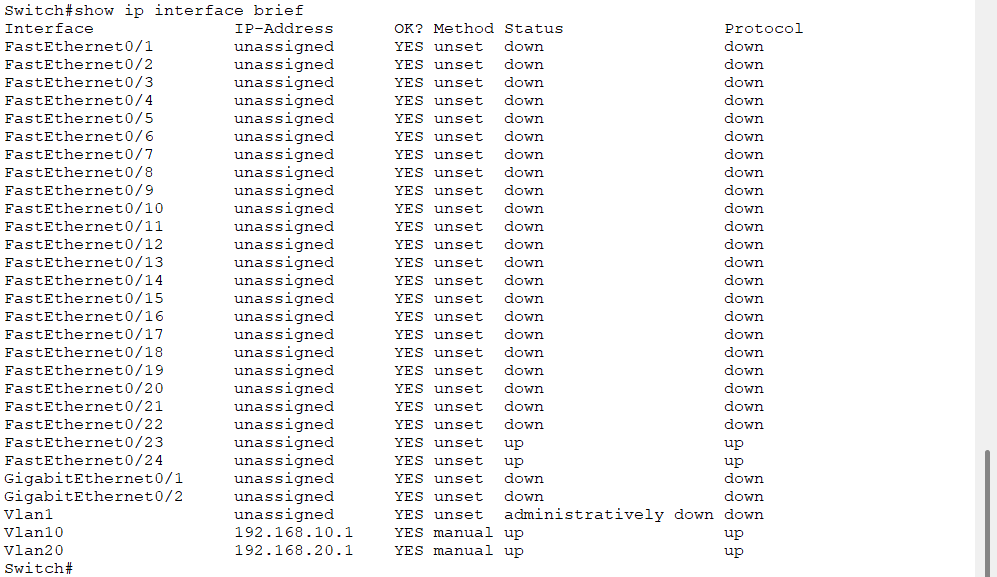 Switch#show ip interface brief
Interface IP-Address OK? Method Status Protocol
FastEthernet0/1 unassigned YES unset down down
FastEthernet0/2 unassigned YES unset down down
FastEthernet0/3 unassigned YES unset down down
FastEthernet0/4 unassigned YES unset down down
FastEthernet0/5 unassigned YES unset down down
FastEthernet0/6 unassigned YES unset down down
FastEthernet0/7 unassigned YES unset down down
FastEthernet0/8 unassigned YES unset down down
FastEthernet0/9 unassigned YES unset down down
FastEthernet0/10 unassigned YES unset down down
FastEthernet0/11 unassigned YES unset down down
FastEthernet0/12 unassigned YES unset down down
FastEthernet0/13 unassigned YES unset down down
FastEthernet0/14 unassigned YES unset down down
FastEthernet0/15 unassigned YES unset down down
FastEthernet0/16 unassigned YES unset down down
FastEthernet0/17 unassigned YES unset down down
FastEthernet0/18 unassigned YES unset down down
FastEthernet0/19 unassigned YES unset down down
FastEthernet0/20 unassigned YES unset down down
FastEthernet0/21 unassigned YES unset down down
FastEthernet0/22 unassigned YES unset down down
FastEthernet0/23 unassigned YES unset up up
FastEthernet0/24 unassigned YES unset up up
GigabitEthernet0/1 unassigned YES unset down down
GigabitEthernet0/2 unassigned YES unset down down
Vlan1 unassigned YES unset administratively down down
Vlan10 192.168.10.1 YES manual up up
Vlan20 192.168.20.1 YES manual up up
Switch#